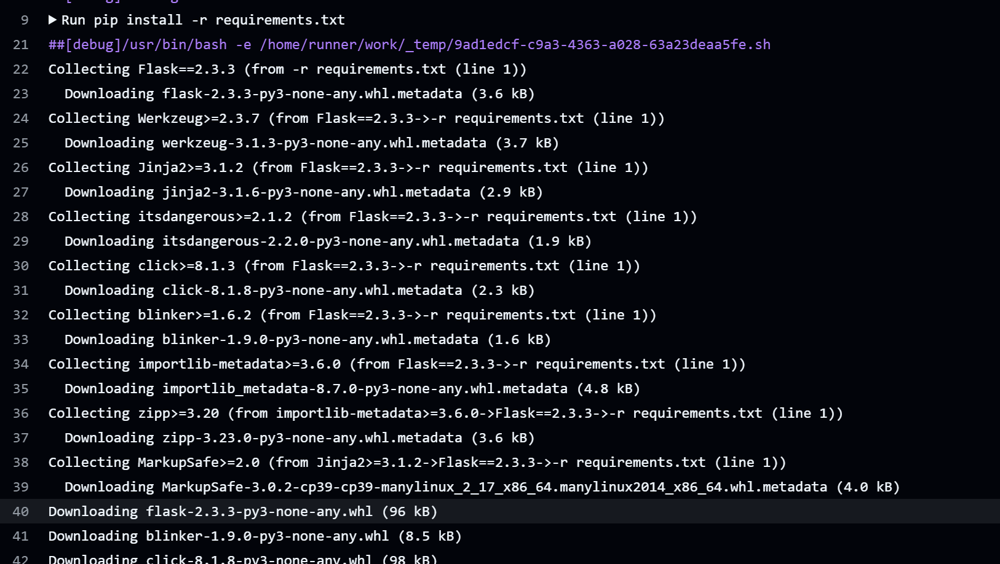 9 ▶ Run pip install -r requirements.txt
21 ##[debug]/usr/bin/bash -e /home/runner/work/_temp/9ad1edcf-c9a3-4363-a028-63a23deaa5fe.sh
22 Collecting Flask==2.3.3 (from -r requirements.txt (line 1))
23 Downloading flask-2.3.3-py3-none-any.whl.metadata (3.6 kB)
24 Collecting Werkzeug>=2.3.7 (from Flask==2.3.3->-r requirements.txt (line 1))
25 Downloading werkzeug-3.1.3-py3-none-any.whl.metadata (3.7 kB)
26 Collecting Jinja2>=3.1.2 (from Flask==2.3.3->-r requirements.txt (line 1))
27 Downloading jinja2-3.1.6-py3-none-any.whl.metadata (2.9 kB)
28 Collecting itsdangerous>=2.1.2 (from Flask==2.3.3->-r requirements.txt (line 1))
29 Downloading itsdangerous-2.2.0-py3-none-any.whl.metadata (1.9 kB)
30 Collecting click>=8.1.3 (from Flask==2.3.3->-r requirements.txt (line 1))
31 Downloading click-8.1.8-py3-none-any.whl.metadata (2.3 kB)
32 Collecting blinker>=1.6.2 (from Flask==2.3.3->-r requirements.txt (line 1))
33 Downloading blinker-1.9.0-py3-none-any.whl.metadata (1.6 kB)
34 Collecting importlib-metadata>=3.6.0 (from Flask==2.3.3->-r requirements.txt (line 1))
35 Downloading importlib_metadata-8.7.0-py3-none-any.whl.metadata (4.8 kB)
36 Collecting zipp>=3.20 (from importlib-metadata>=3.6.0->Flask==2.3.3->-r requirements.txt (line 1))
37 Downloading zipp-3.23.0-py3-none-any.whl.metadata (3.6 kB)
38 Collecting MarkupSafe>=2.0 (from Jinja2>=3.1.2->Flask==2.3.3->-r requirements.txt (line 1))
39 Downloading MarkupSafe-3.0.2-cp39-cp39-manylinux_2_17_x86_64.manylinux2014_x86_64.whl.metadata (4.0 kB)
40 Downloading flask-2.3.3-py3-none-any.whl (96 kB)
41 Downloading blinker-1.9.0-py3-none-any.whl (8.5 kB)
42 Downloading click-8.1.8-py3-none-any.whl (98 kB)